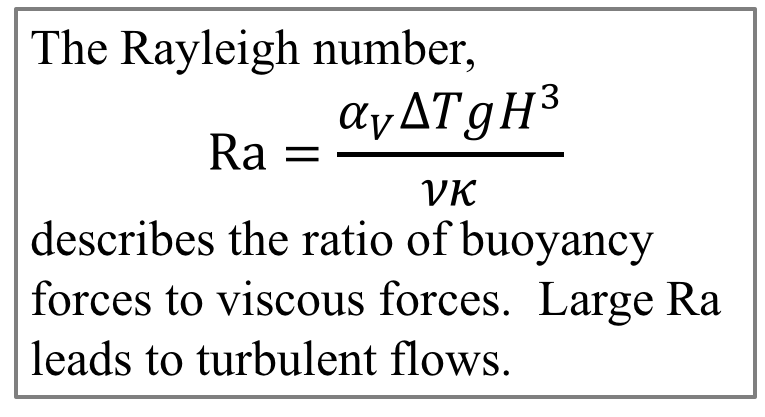 The Rayleigh number,
Ra = α_V ΔT g H³ / νκ
describes the ratio of buoyancy
forces to viscous forces.  Large Ra
leads to turbulent flows.